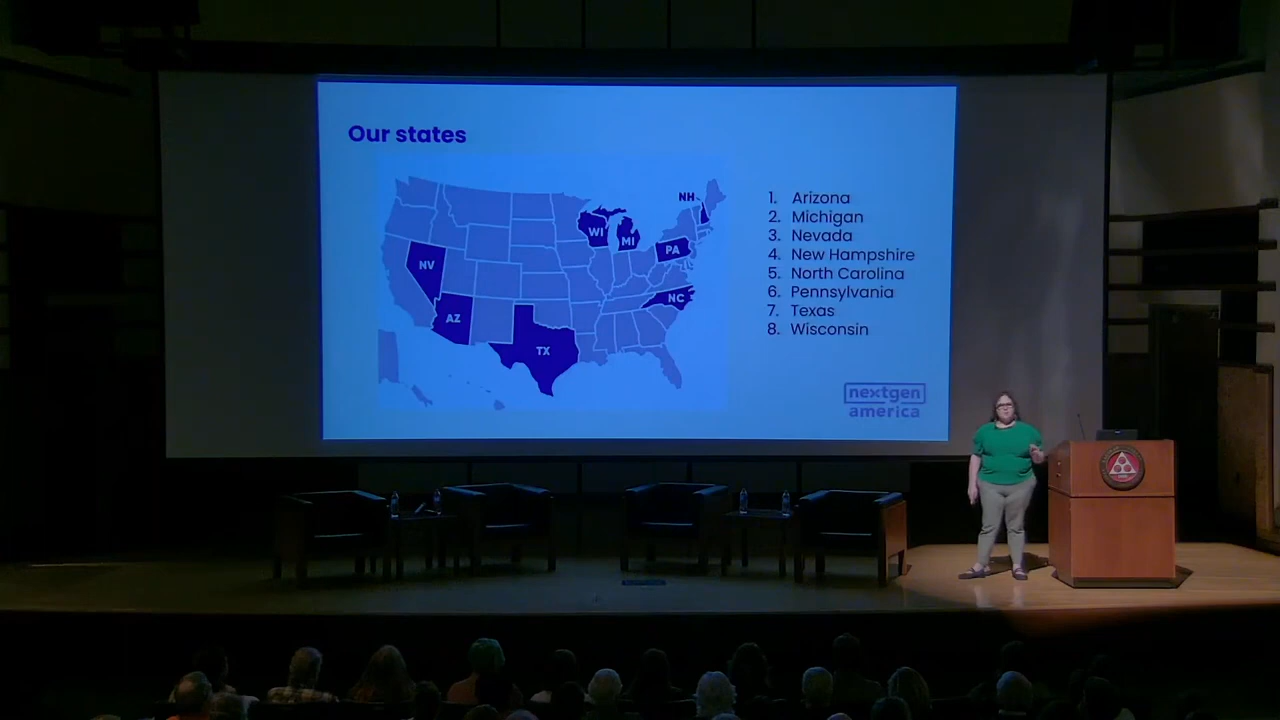 Our states
NH
WI
MI
PA
NV
NC
AZ
TX
1. Arizona
2. Michigan
3. Nevada
4. New Hampshire
5. North Carolina
6. Pennsylvania
7. Texas
8. Wisconsin
nextgen
america